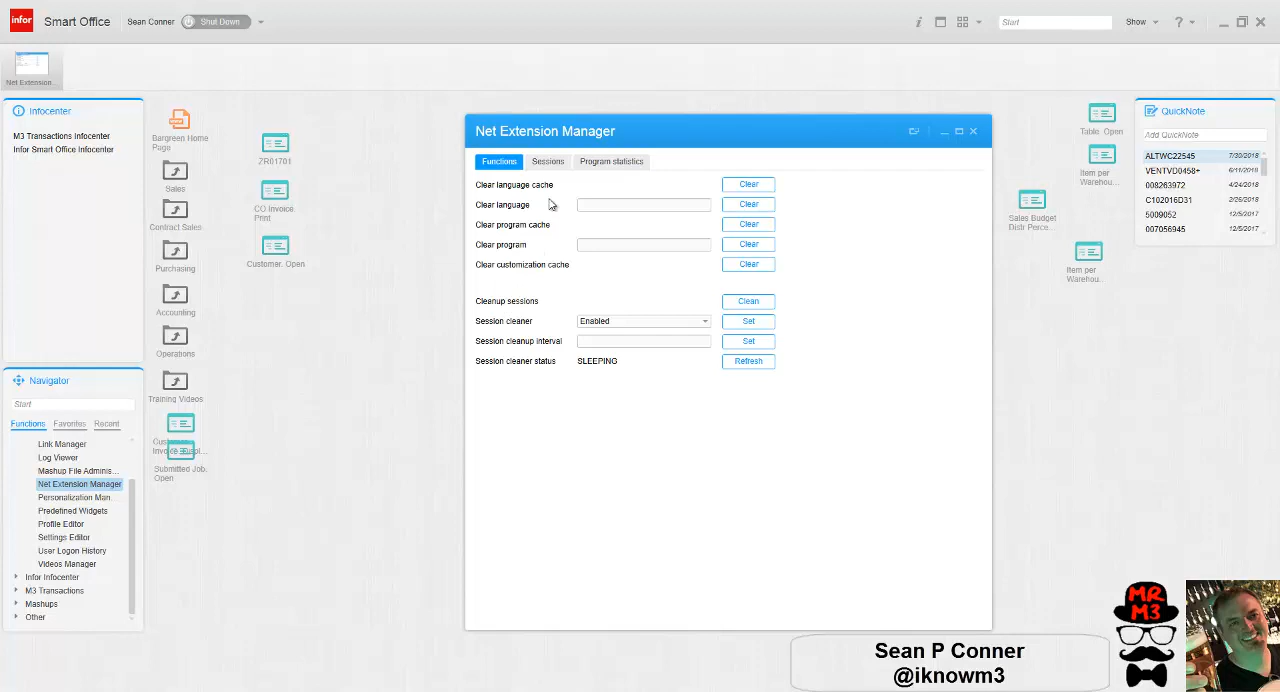 infor Smart Office Sean Conner Shut Down Start Show ?
Net Extension...
Infocenter
M3 Transactions Infocenter
Infor Smart Office Infocenter
Navigator
Start
Functions Favorites Recent
Link Manager
Log Viewer
Mashup File Adminis...
Net Extension Manager
Personalization Man...
Predefined Widgets
Profile Editor
Settings Editor
User Logon History
Videos Manager
Infor Infocenter
M3 Transactions
Mashups
Other
Bargreen Home
Page
Sales
Contract Sales
Purchasing
Accounting
Operations
Training Videos
Submitted Job.
Open
ZR01701
CO Invoice.
Print
Customer. Open
Net Extension Manager
Functions Sessions Program statistics
Clear language cache Clear
Clear language Clear
Clear program cache Clear
Clear program Clear
Clear customization cache Clear
Cleanup sessions Clean
Session cleaner Enabled Set
Session cleanup interval Set
Session cleaner status SLEEPING Refresh
Table. Open
Item per
Warehou...
Sales Budget
Distr Perce...
Item per
Warehou...
QuickNote
Add QuickNote
ALTWC22545 7/30/2018
VENTVD0458+ 6/11/2018
008263972 4/24/2018
C102016D31 2/26/2018
5009052 12/5/2017
007056945 12/5/2017
MR
M3
Sean P Conner
@iknowm3